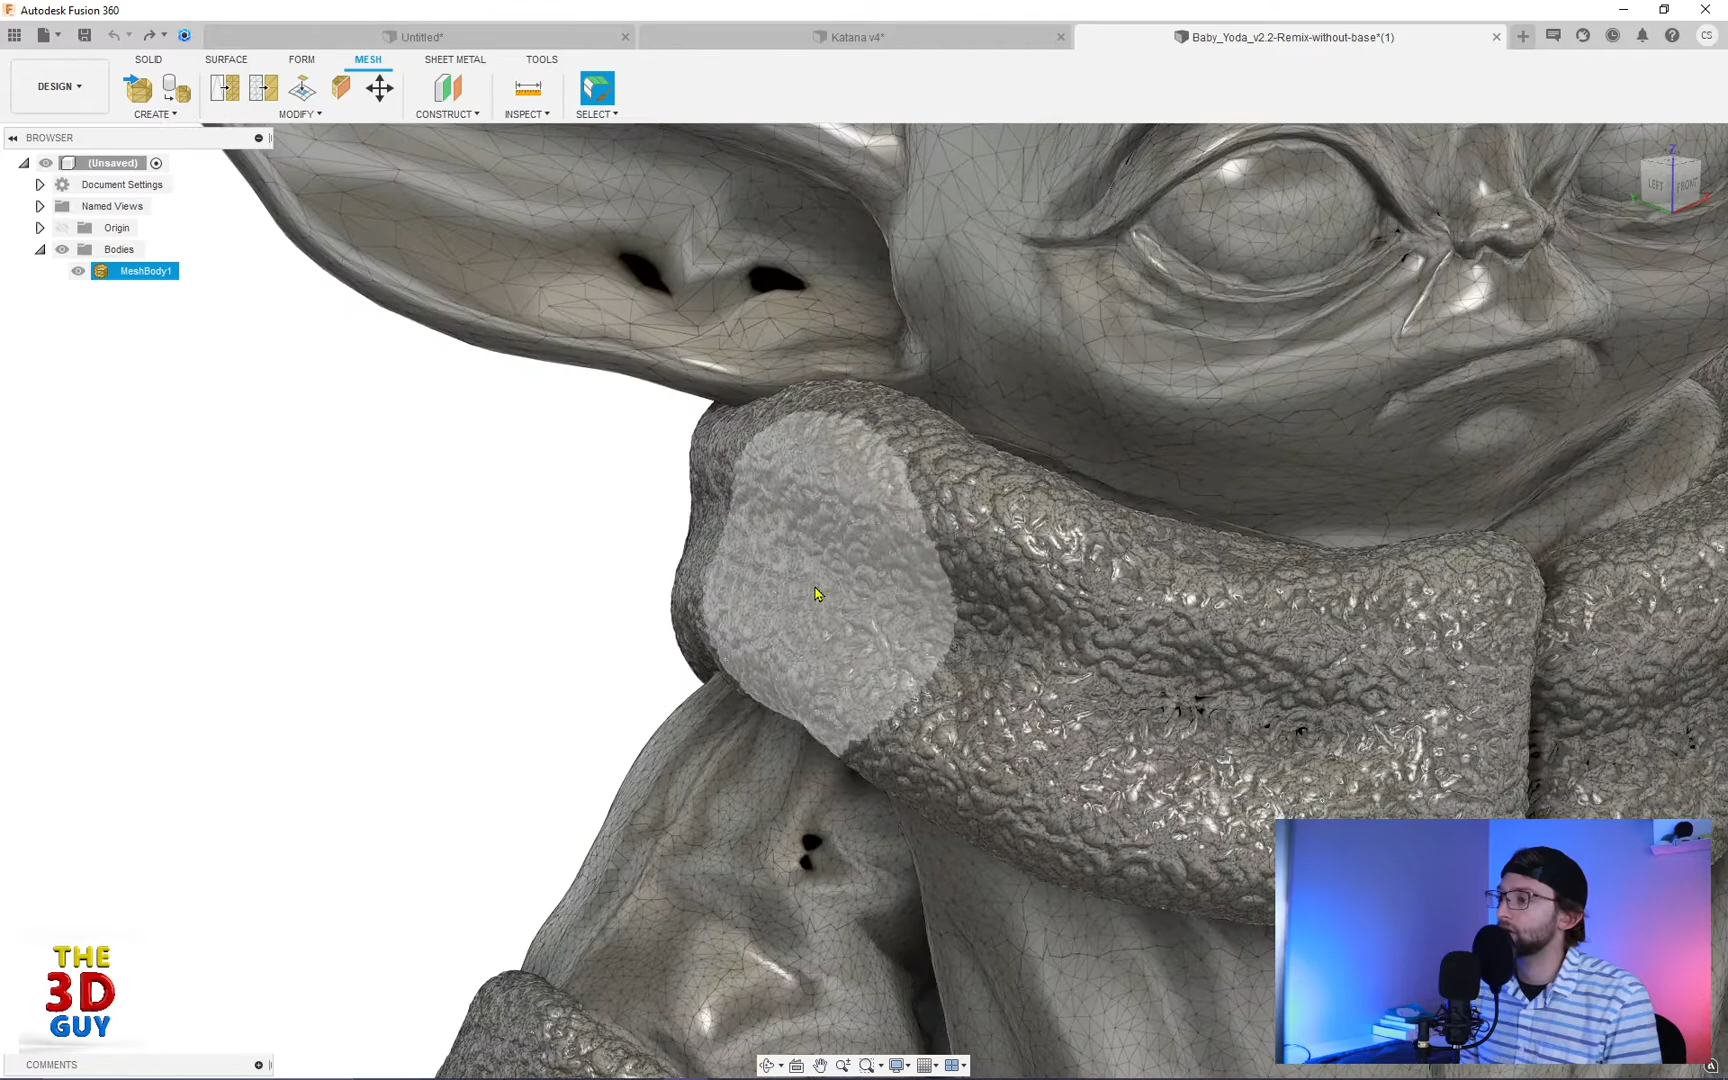 Autodesk Fusion 360
Untitled*
Katana v4*
Baby_Yoda_v2.2-Remix-without-base*(1)
CS
SOLID
SURFACE
FORM
MESH
SHEET METAL
TOOLS
DESIGN
CREATE
MODIFY
CONSTRUCT
INSPECT
SELECT
BROWSER
(Unsaved)
Document Settings
Named Views
Origin
Bodies
MeshBody1
Z
LEFT
FRONT
THE
3D
GUY
COMMENTS